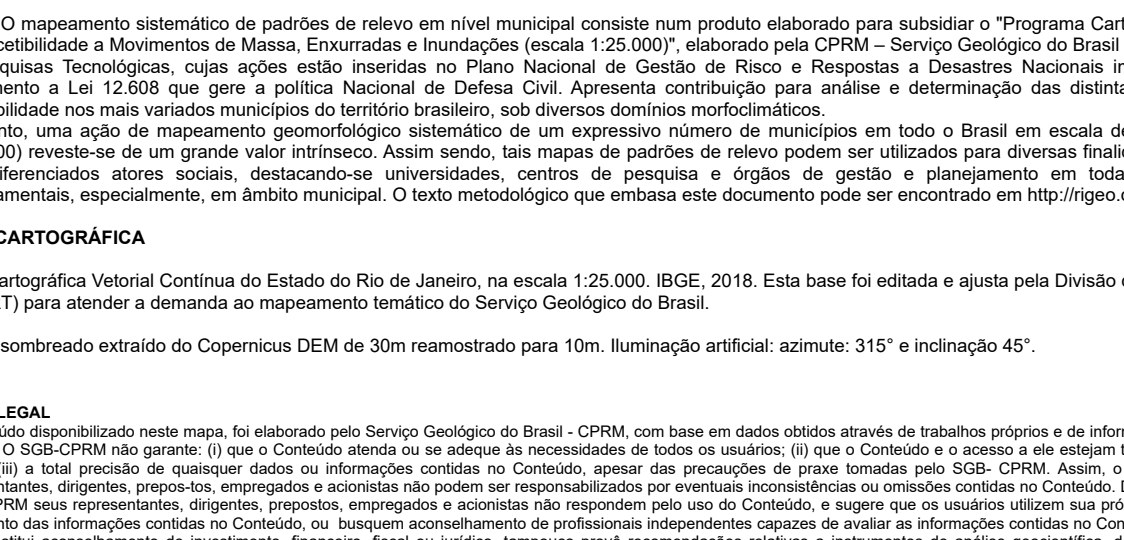 O mapeamento sistemático de padrões de relevo em nível municipal consiste num produto elaborado para subsidiar o "Programa Cart
cetibilidade a Movimentos de Massa, Enxurradas e Inundações (escala 1:25.000)", elaborado pela CPRM – Serviço Geológico do Brasil
quisas Tecnológicas, cujas ações estão inseridas no Plano Nacional de Gestão de Risco e Respostas a Desastres Nacionais in
nento a Lei 12.608 que gere a política Nacional de Defesa Civil. Apresenta contribuição para análise e determinação das distinta
bilidade nos mais variados municípios do território brasileiro, sob diversos domínios morfoclimáticos.
nto, uma ação de mapeamento geomorfológico sistemático de um expressivo número de municípios em todo o Brasil em escala de
00) reveste-se de um grande valor intrínseco. Assim sendo, tais mapas de padrões de relevo podem ser utilizados para diversas finali
iferenciados atores sociais, destacando-se universidades, centros de pesquisa e órgãos de gestão e planejamento em toda
amentais, especialmente, em âmbito municipal. O texto metodológico que embasa este documento pode ser encontrado em http://rigeo.c
CARTOGRÁFICA
artográfica Vetorial Contínua do Estado do Rio de Janeiro, na escala 1:25.000. IBGE, 2018. Esta base foi editada e ajusta pela Divisão
T) para atender a demanda ao mapeamento temático do Serviço Geológico do Brasil.
sombreado extraído do Copernicus DEM de 30m reamostrado para 10m. Iluminação artificial: azimute: 315° e inclinação 45°.
LEGAL
údo disponibilizado neste mapa, foi elaborado pelo Serviço Geológico do Brasil - CPRM, com base em dados obtidos através de trabalhos próprios e de infor
O SGB-CPRM não garante: (i) que o Conteúdo atenda ou se adeque às necessidades de todos os usuários; (ii) que o Conteúdo e o acesso a ele estejam t
(iii) a total precisão de quaisquer dados ou informações contidas no Conteúdo, apesar das precauções de praxe tomadas pelo SGB- CPRM. Assim, o
ntantes, dirigentes, prepos-tos, empregados e acionistas não podem ser responsabilizados por eventuais inconsistências ou omissões contidas no Conteúdo. D
PRM seus representantes, dirigentes, prepostos, empregados e acionistas não respondem pelo uso do Conteúdo, e sugere que os usuários utilizem sua pró
nto das informações contidas no Conteúdo, ou busquem aconselhamento de profissionais independentes capazes de avaliar as informações contidas no Con